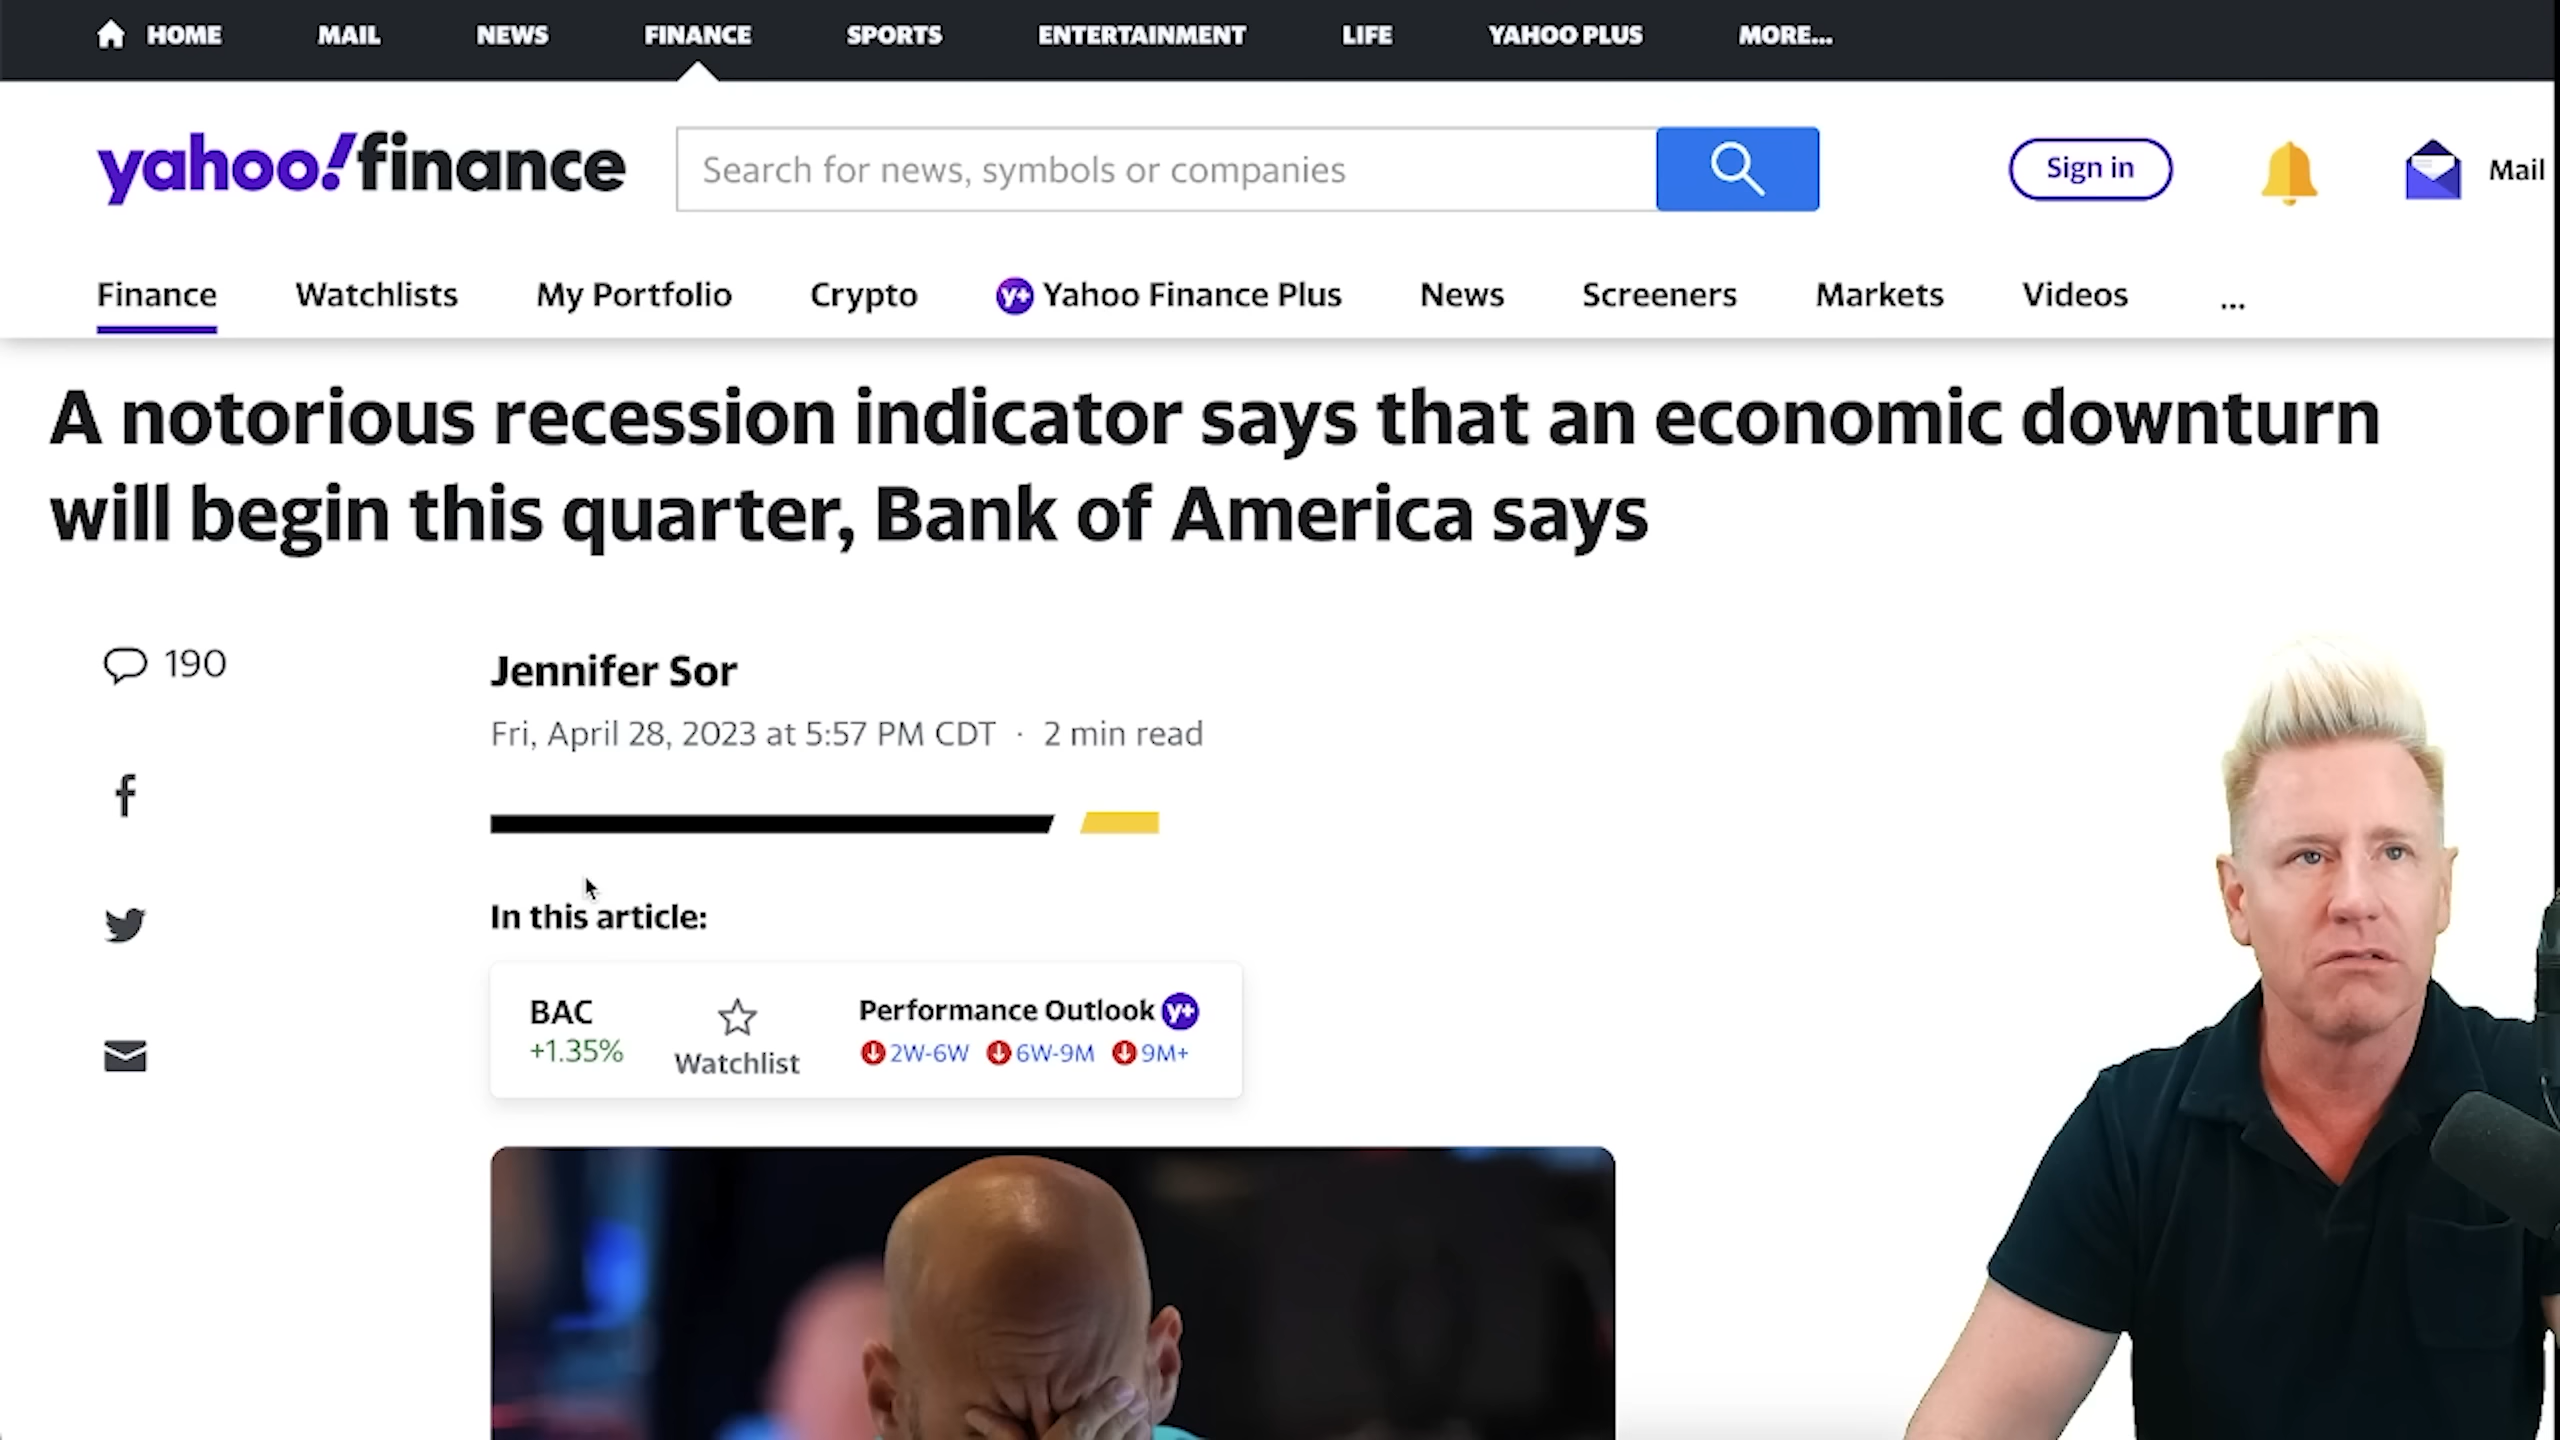 HOME MAIL NEWS FINANCE SPORTS ENTERTAINMENT LIFE YAHOO PLUS MORE...
yahoo!finance Search for news, symbols or companies Sign in Mail
Finance Watchlists My Portfolio Crypto y+ Yahoo Finance Plus News Screeners Markets Videos ...
A notorious recession indicator says that an economic downturn
will begin this quarter, Bank of America says
190
Jennifer Sor
Fri, April 28, 2023 at 5:57 PM CDT · 2 min read
In this article:
BAC Performance Outlook y+
+1.35% Watchlist 2W-6W 6W-9M 9M+